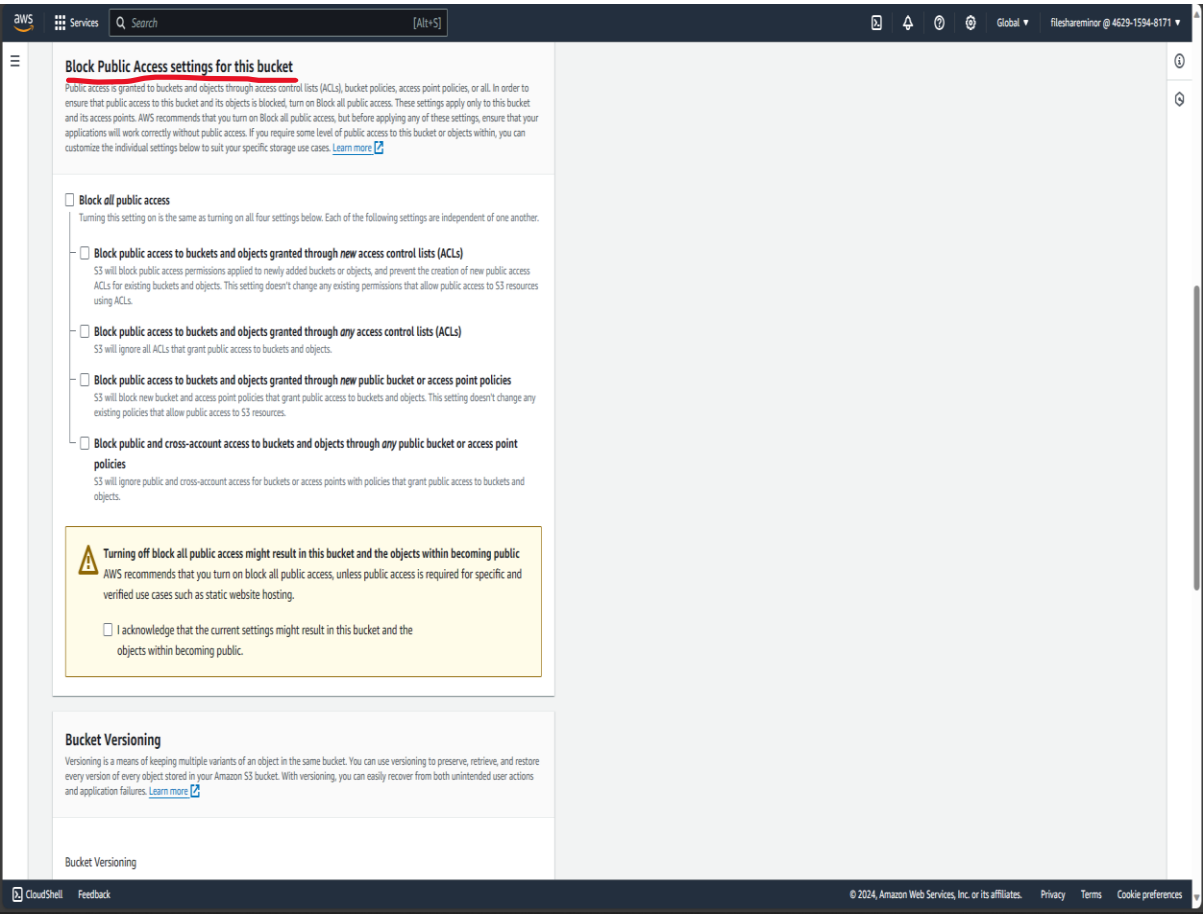 aws Services Search [Alt+S] Global ▼ fileshareminor @ 4629-1594-8171 ▼
Block Public Access settings for this bucket
Public access is granted to buckets and objects through access control lists (ACLs), bucket policies, access point policies, or all. In order to
ensure that public access to this bucket and its objects is blocked, turn on Block all public access. These settings apply only to this bucket
and its access points. AWS recommends that you turn on Block all public access, but before applying any of these settings, ensure that your
applications will work correctly without public access. If you require some level of public access to this bucket or objects within, you can
customize the individual settings below to suit your specific storage use cases. Learn more
Block all public access
Turning this setting on is the same as turning on all four settings below. Each of the following settings are independent of one another.
Block public access to buckets and objects granted through new access control lists (ACLs)
S3 will block public access permissions applied to newly added buckets or objects, and prevent the creation of new public access
ACLs for existing buckets and objects. This setting doesn't change any existing permissions that allow public access to S3 resources
using ACLs.
Block public access to buckets and objects granted through any access control lists (ACLs)
S3 will ignore all ACLs that grant public access to buckets and objects.
Block public access to buckets and objects granted through new public bucket or access point policies
S3 will block new bucket and access point policies that grant public access to buckets and objects. This setting doesn't change any
existing policies that allow public access to S3 resources.
Block public and cross-account access to buckets and objects through any public bucket or access point
policies
S3 will ignore public and cross-account access for buckets or access points with policies that grant public access to buckets and
objects.
Turning off block all public access might result in this bucket and the objects within becoming public
AWS recommends that you turn on block all public access, unless public access is required for specific and
verified use cases such as static website hosting.
I acknowledge that the current settings might result in this bucket and the
objects within becoming public.
Bucket Versioning
Versioning is a means of keeping multiple variants of an object in the same bucket. You can use versioning to preserve, retrieve, and restore
every version of every object stored in your Amazon S3 bucket. With versioning, you can easily recover from both unintended user actions
and application failures. Learn more
Bucket Versioning
CloudShell Feedback © 2024, Amazon Web Services, Inc. or its affiliates. Privacy Terms Cookie preferences